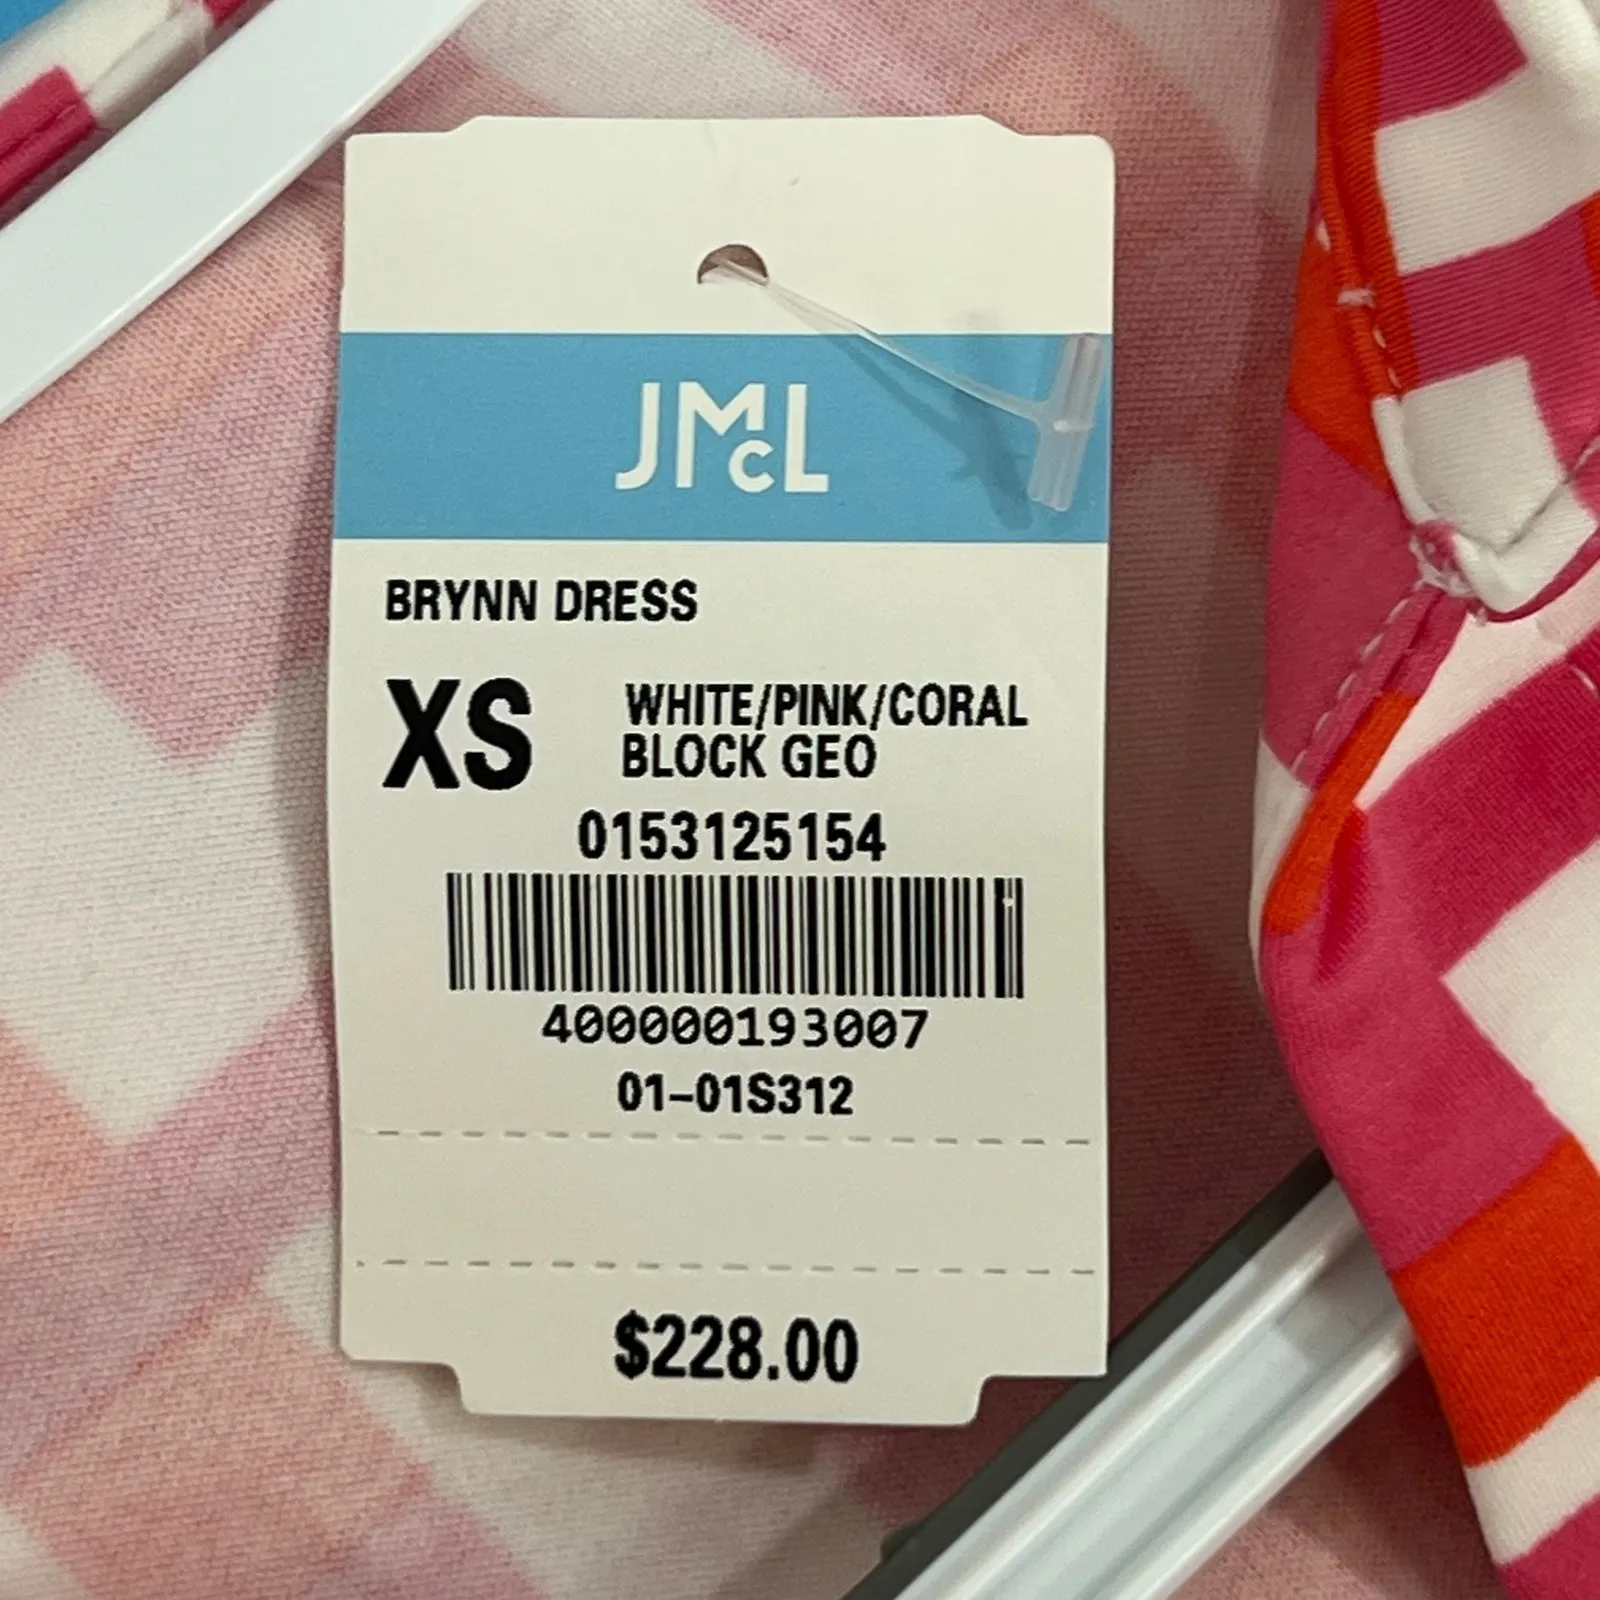 JMcL
BRYNN DRESS
XS
WHITE/PINK/CORAL
BLOCK GEO
0153125154
400000193007
01-01S312
$228.00